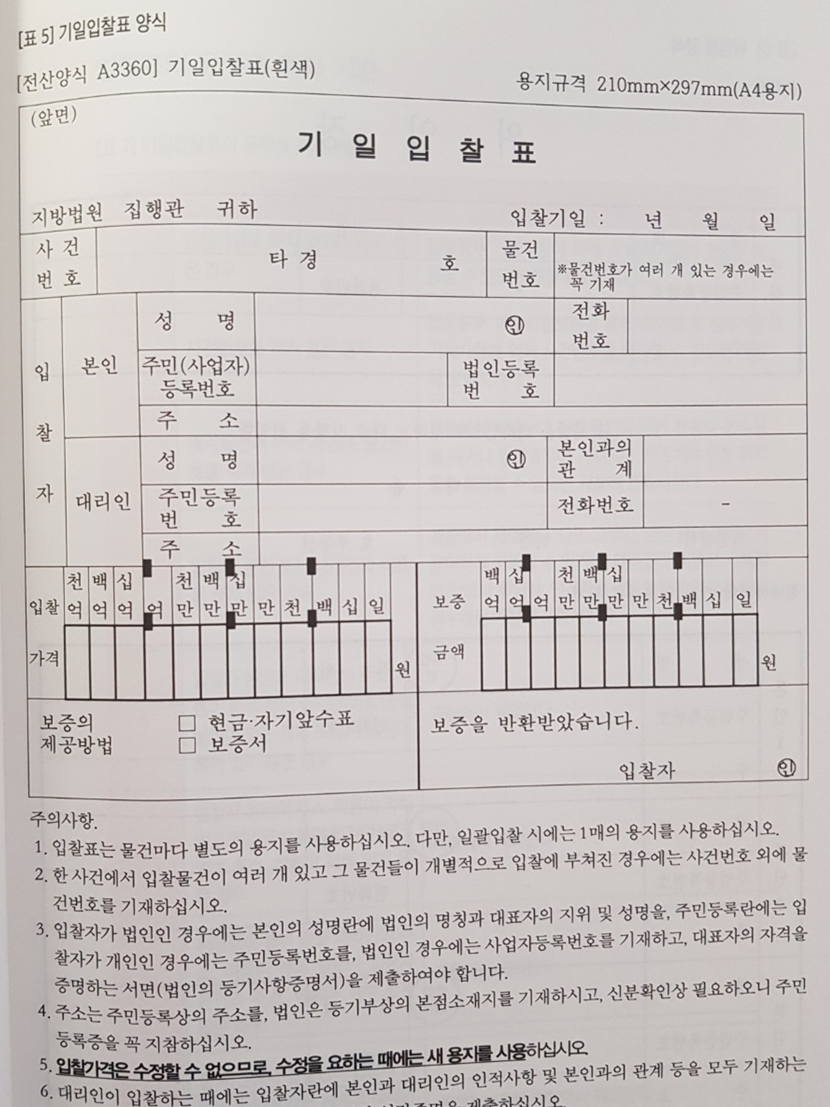 [표 5] 기일입찰표 양식
[전산양식 A3360] 기일입찰표(흰색)
용지규격 210mm×297mm(A4용지)
(앞면)
기 일 입 찰 표
지방법원 집행관 귀하 입찰기일 : 년 월 일
사 건
번 호
타 경 호
물건
번호
※물건번호가 여러 개 있는 경우에는
꼭 기재
입
찰
자
본인
성 명
인
전화
번호
주민(사업자)
등록번호
법인등록
번 호
주 소
대리인
성 명
인
본인과의
관 계
주민등록
번 호
전화번호
-
주 소
입찰
가격
천 백 십 천 백 십
억 억 억 억 만 만 만 만 천 백 십 일
원
보증
금액
백 십 천 백 십
억 억 억 만 만 만 만 천 백 십 일
원
보증의
제공방법
□ 현금·자기앞수표
□ 보증서
보증을 반환받았습니다.
입찰자 인
주의사항.
1. 입찰표는 물건마다 별도의 용지를 사용하십시오. 다만, 일괄입찰 시에는 1매의 용지를 사용하십시오.
2. 한 사건에서 입찰물건이 여러 개 있고 그 물건들이 개별적으로 입찰에 부쳐진 경우에는 사건번호 외에 물
건번호를 기재하십시오.
3. 입찰자가 법인인 경우에는 본인의 성명란에 법인의 명칭과 대표자의 지위 및 성명을, 주민등록란에는 입
찰자가 개인인 경우에는 주민등록번호를, 법인인 경우에는 사업자등록번호를 기재하고, 대표자의 자격을
증명하는 서면(법인의 등기사항증명서)을 제출하여야 합니다.
4. 주소는 주민등록상의 주소를, 법인은 등기부상의 본점소재지를 기재하시고, 신분확인상 필요하오니 주민
등록증을 꼭 지참하십시오.
5. 입찰가격은 수정할 수 없으므로, 수정을 요하는 때에는 새 용지를 사용하십시오.
6. 대리인이 입찰하는 때에는 입찰자란에 본인과 대리인의 인적사항 및 본인과의 관계 등을 모두 기재하는
제출하십시오.